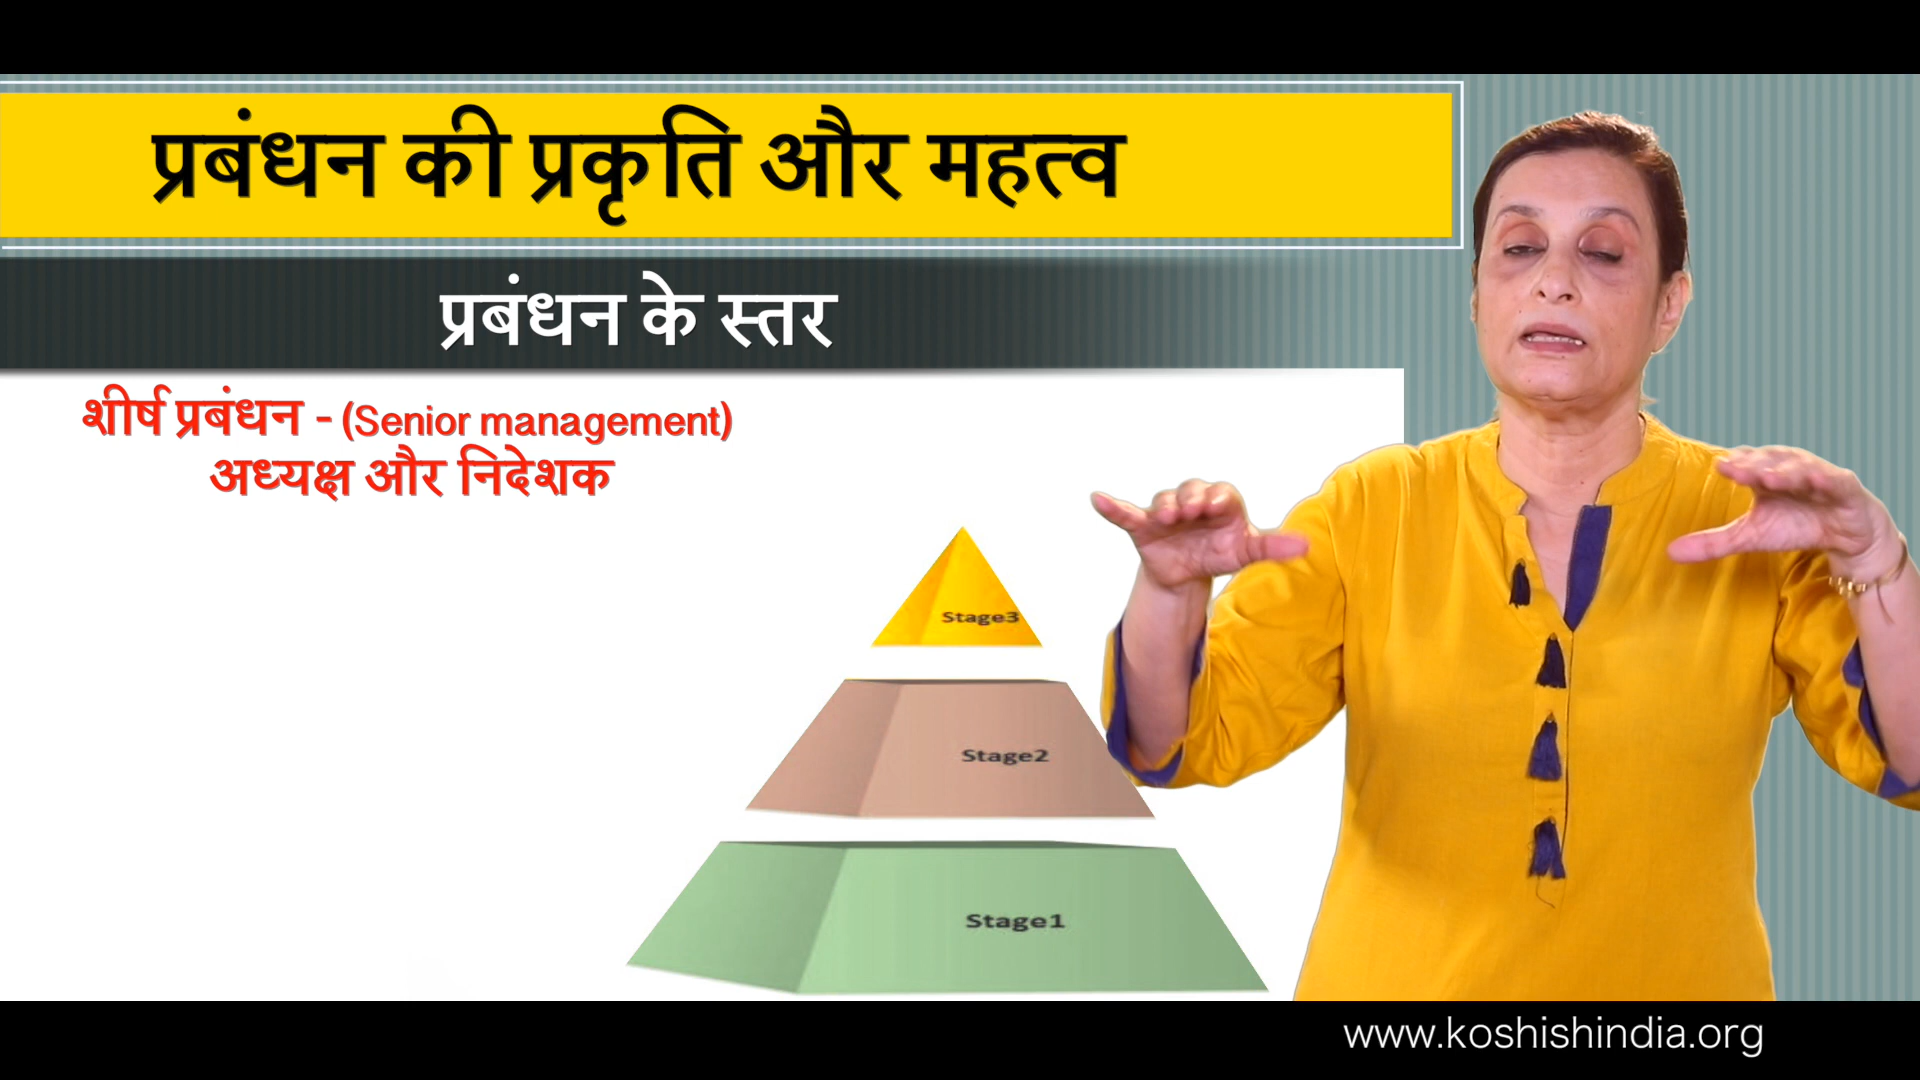 प्रबंधन की प्रकृति और महत्व
प्रबंधन के स्तर
शीर्ष प्रबंधन - (Senior management)
अध्यक्ष और निदेशक
Stage3
Stage2
Stage1
www.koshishindia.org